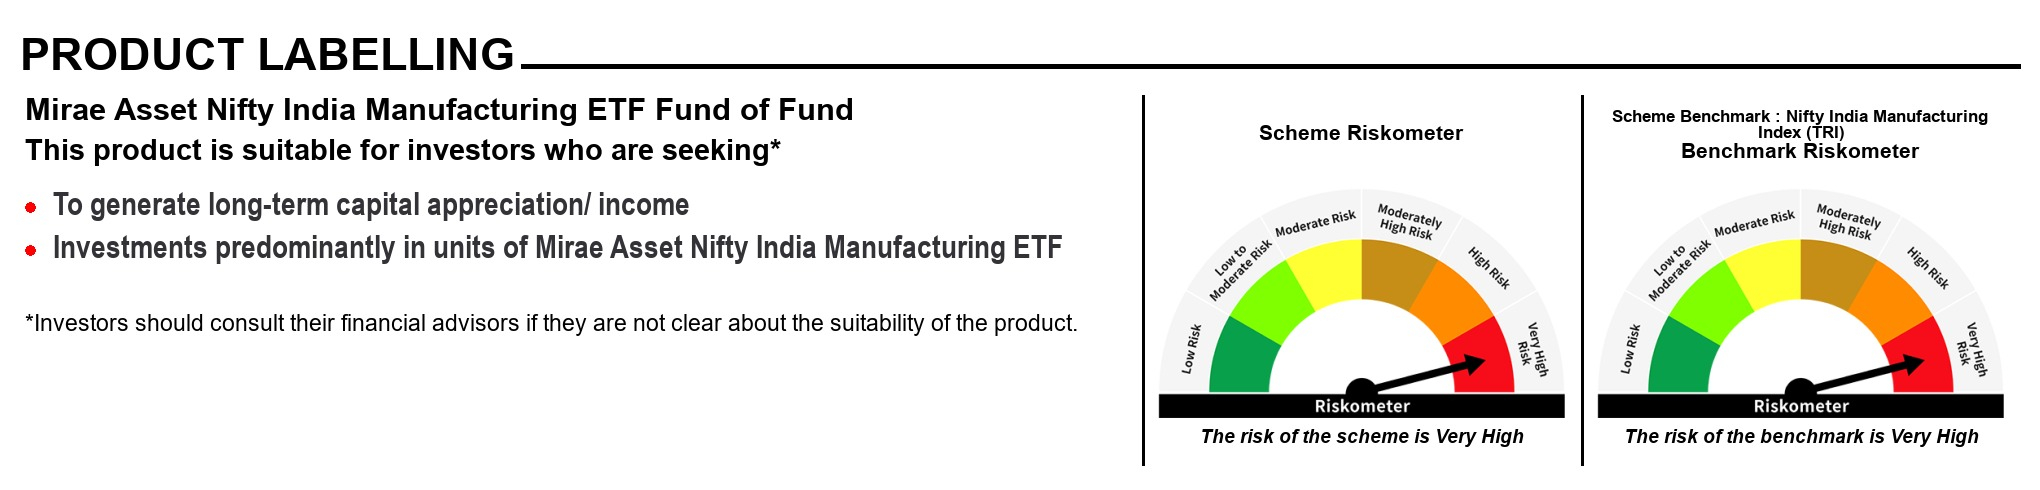 PRODUCT LABELLING
Mirae Asset Nifty India Manufacturing ETF Fund of Fund
This product is suitable for investors who are seeking*
To generate long-term capital appreciation/ income
Investments predominantly in units of Mirae Asset Nifty India Manufacturing ETF
*Investors should consult their financial advisors if they are not clear about the suitability of the product.
Scheme Riskometer
Low Risk
Low to
Moderate Risk
Moderate Risk
Moderately
High Risk
High Risk
Very High
Risk
Riskometer
The risk of the scheme is Very High
Scheme Benchmark : Nifty India Manufacturing
Index (TRI)
Benchmark Riskometer
Low Risk
Low to
Moderate Risk
Moderate Risk
Moderately
High Risk
High Risk
Very High
Risk
Riskometer
The risk of the benchmark is Very High